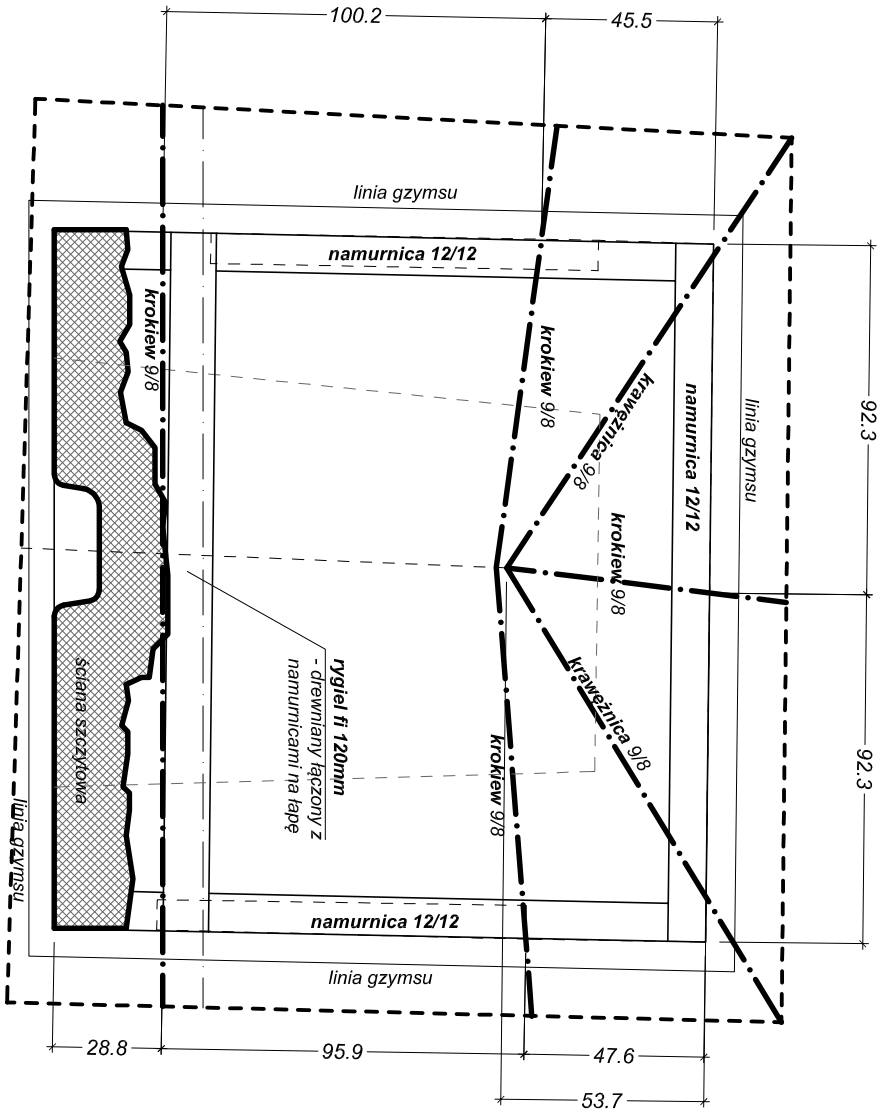 100.2
45.5
linia gzymsu
namurnica 12/12
krokiew 9/8
krokiew 9/8
krawężnica 9/8
namurnica 12/12
linia gzymsu
92.3
krokiew 9/8
92.3
krawężnica 9/8
krokiew 9/8
rygiel fi 120mm
- drewniany łączony z
namurnicami na łapę
ściana szczytowa
linia gzymsu
namurnica 12/12
linia gzymsu
28.8
95.9
47.6
53.7